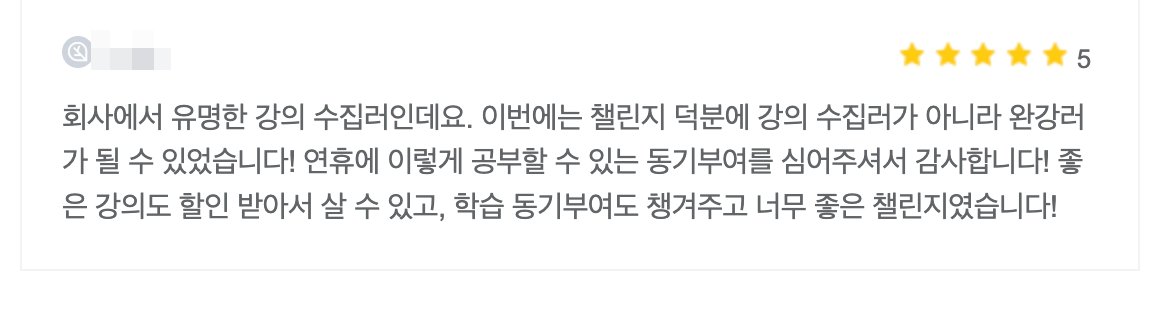 5
회사에서 유명한 강의 수집러인데요. 이번에는 챌린지 덕분에 강의 수집러가 아니라 완강러
가 될 수 있었습니다! 연휴에 이렇게 공부할 수 있는 동기부여를 심어주셔서 감사합니다! 좋
은 강의도 할인 받아서 살 수 있고, 학습 동기부여도 챙겨주고 너무 좋은 챌린지였습니다!